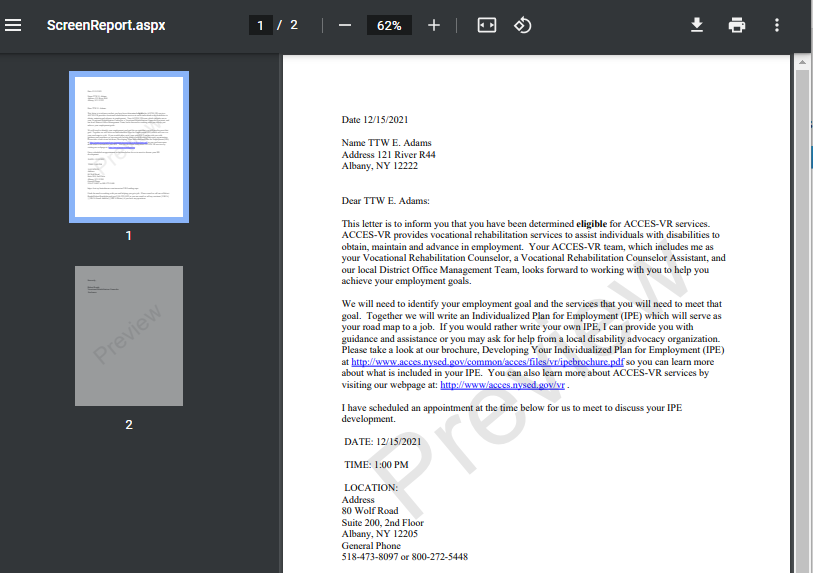 ScreenReport.aspx
1 / 2
62%
Date 12/15/2021
Name TTW E. Adams
Address 121 River R44
Albany, NY 12222
Dear TTW E. Adams:
This letter is to inform you that you have been determined eligible for ACCES-VR services.
ACCES-VR provides vocational rehabilitation services to assist individuals with disabilities to
obtain, maintain and advance in employment. Your ACCES-VR team, which includes me as
your Vocational Rehabilitation Counselor, a Vocational Rehabilitation Counselor Assistant, and
our local District Office Management Team, looks forward to working with you to help you
achieve your employment goals.
We will need to identify your employment goal and the services that you will need to meet that
goal. Together we will write an Individualized Plan for Employment (IPE) which will serve as
your road map to a job. If you would rather write your own IPE, I can provide you with
guidance and assistance or you may ask for help from a local disability advocacy organization.
Please take a look at our brochure, Developing Your Individualized Plan for Employment (IPE)
at http://www.acces.nysed.gov/common/acces/files/vr/ipebrochure.pdf so you can learn more
about what is included in your IPE. You can also learn more about ACCES-VR services by
visiting our webpage at: http://www/acces.nysed.gov/vr .
I have scheduled an appointment at the time below for us to meet to discuss your IPE
development.
DATE: 12/15/2021
TIME: 1:00 PM
LOCATION:
Address
80 Wolf Road
Suite 200, 2nd Floor
Albany, NY 12205
General Phone
518-473-8097 or 800-272-5448
Preview
1
Preview
2